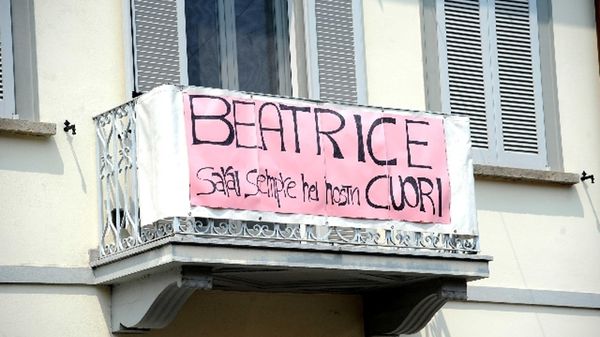 BEATRICE
Sarai sempre nei nostri CUORI